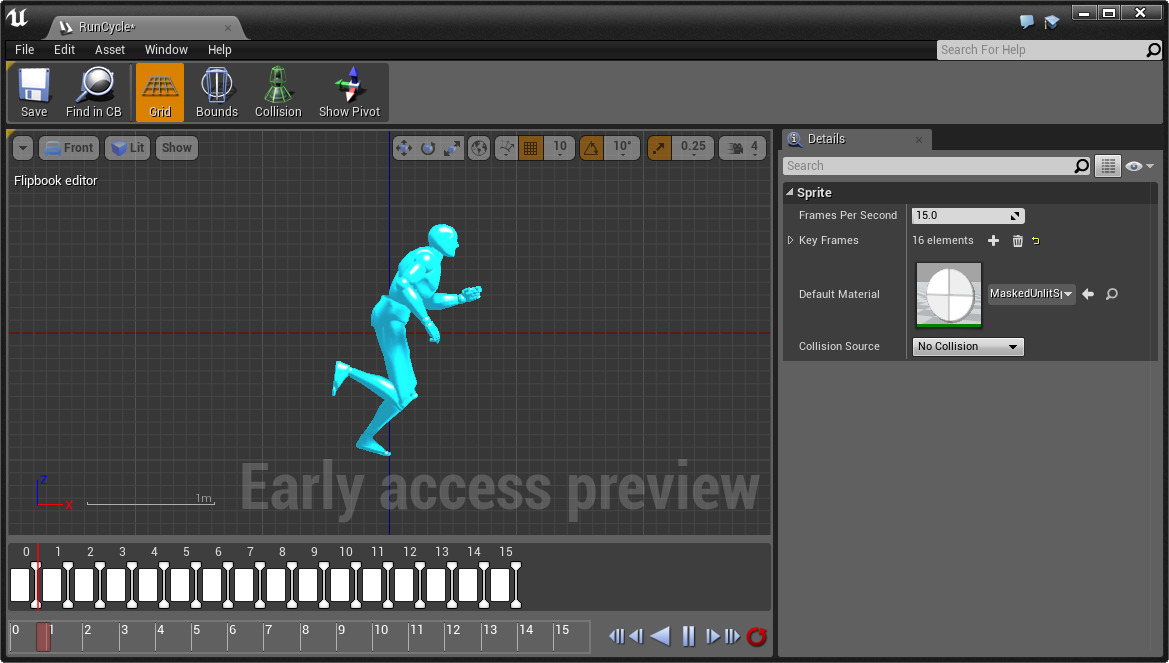 RunCycle*
File Edit Asset Window Help
Search For Help
Save Find in CB Grid Bounds Collision Show Pivot
Front Lit Show 10 10° 0.25 4
Flipbook editor
Z
X
1m
Early access preview
0 1 2 3 4 5 6 7 8 9 10 11 12 13 14 15
0 1 2 3 4 5 6 7 8 9 10 11 12 13 14 15
Details
Search
Sprite
Frames Per Second 15.0
Key Frames 16 elements
Default Material MaskedUnlitSp
Collision Source No Collision